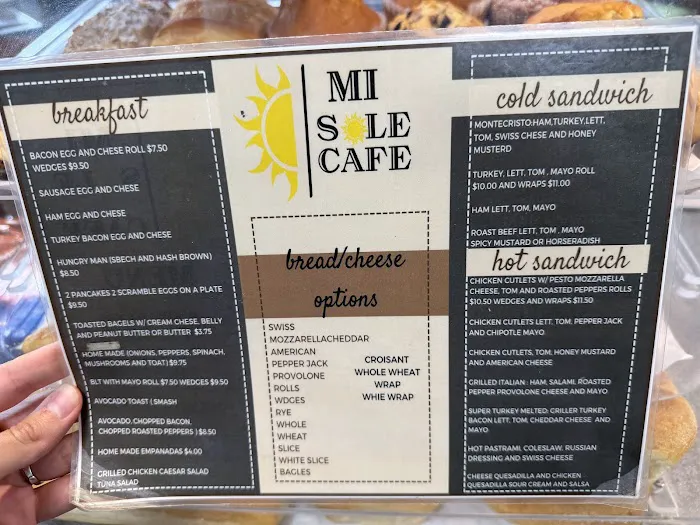 breakfast
BACON EGG AND CHESE ROLL $7.50
WEDGES $9.50
SAUSAGE EGG AND CHESE
HAM EGG AND CHESE
TURKEY BACON EGG AND CHESE
HUNGRY MAN (SBECH AND HASH BROWN)
$8.50
2 PANCAKES 2 SCRAMBLE EGGS ON A PLATE
$9.50
TOASTED BAGELS W/ CREAM CHESE, BELLY
AND PEANUT BUTTER OR BUTTER $3.75
HOME MADE (ONIONS, PEPPERS, SPINACH,
MUSHROOMS AND TOAT) $9.75
BLT WITH MAYO ROLL $7.50 WEDGES $9.50
AVOCADO TOAST ( SMASH
AVOCADO, CHOPPED BACON,
CHOPPED ROASTED PEPPERS ) $8.50
HOME MADE EMPANADAS $4.00
GRILLED CHICKEN CAESAR SALAD
TUNA SALAD
MI
SOLE
CAFE
bread/cheese
options
SWISS
MOZZARELLACHEDDAR
AMERICAN
PEPPER JACK
PROVOLONE
ROLLS
WDGES
RYE
WHOLE
WHEAT
SLICE
WHITE SLICE
BAGLES
CROISANT
WHOLE WHEAT
WRAP
WHIE WRAP
cold sandwich
MONTECRISTO:HAM,TURKEY,LETT,
TOM, SWISS CHESE AND HONEY
MUSTERD
TURKEY, LETT, TOM , MAYO ROLL
$10.00 AND WRAPS $11.00
HAM LETT, TOM, MAYO
ROAST BEEF LETT, TOM , MAYO
SPICY MUSTARD OR HORSERADISH
hot sandwich
CHICKEN CUTLETS W/ PESTO MOZZARELLA
CHEESE, TOM AND ROASTED PEPPERS ROLLS
$10.50 WEDGES AND WRAPS $11.50
CHICKEN CUTLETS LETT, TOM, PEPPER JACK
AND CHIPOTLE MAYO.
CHICKEN CUTLETS, TOM, HONEY MUSTARD
AND AMERICAN CHEESE
GRILLED ITALIAN : HAM, SALAMI, ROASTED
PEPPER PROVOLONE CHEESE AND MAYO
SUPER TURKEY MELTED: GRILLER TURKEY
BACON LETT, TOM, CHEDDAR CHEESE AND
MAYO
HOT PASTRAMI, COLESLAW, RUSSIAN
DRESSING AND SWISS CHEESE
CHEESE QUESADILLA AND CHICKEN
QUESADILLA SOUR CREAM AND SALSA